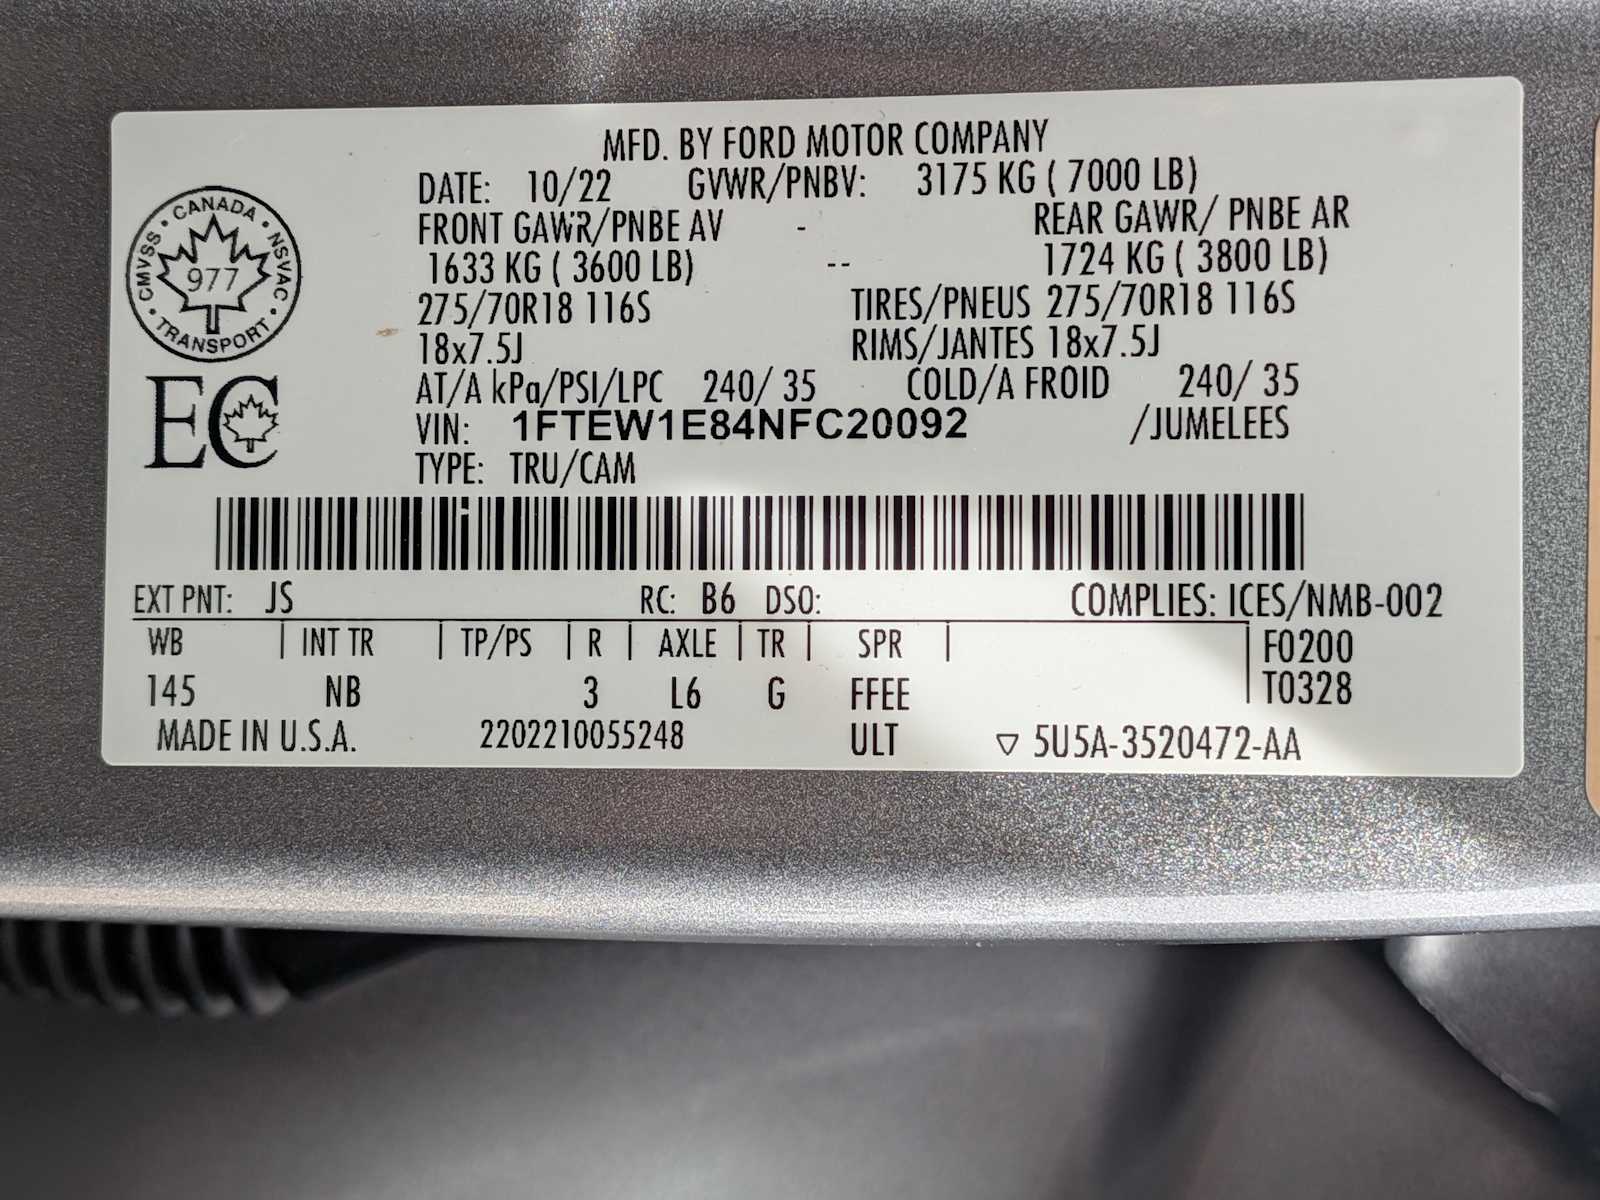 MFD. BY FORD MOTOR COMPANY
DATE: 10/22 GVWR/PNBV: 3175 KG ( 7000 LB)
FRONT GAWR/PNBE AV - REAR GAWR/ PNBE AR
1633 KG ( 3600 LB) -- 1724 KG ( 3800 LB)
275/70R18 116S TIRES/PNEUS 275/70R18 116S
18x7.5J RIMS/JANTES 18x7.5J
AT/A kPa/PSI/LPC 240/ 35 COLD/A FROID 240/ 35
VIN: 1FTEW1E84NFC20092 /JUMELEES
TYPE: TRU/CAM
CANADA
CMVSS · NSVAC
977
TRANSPORT
EC
EXT PNT: JS RC: B6 DSO: COMPLIES: ICES/NMB-002
WB | INT TR | TP/PS | R | AXLE | TR | SPR | F0200
145 NB 3 L6 G FFEE T0328
MADE IN U.S.A. 2202210055248 ULT ▽ 5U5A-3520472-AA